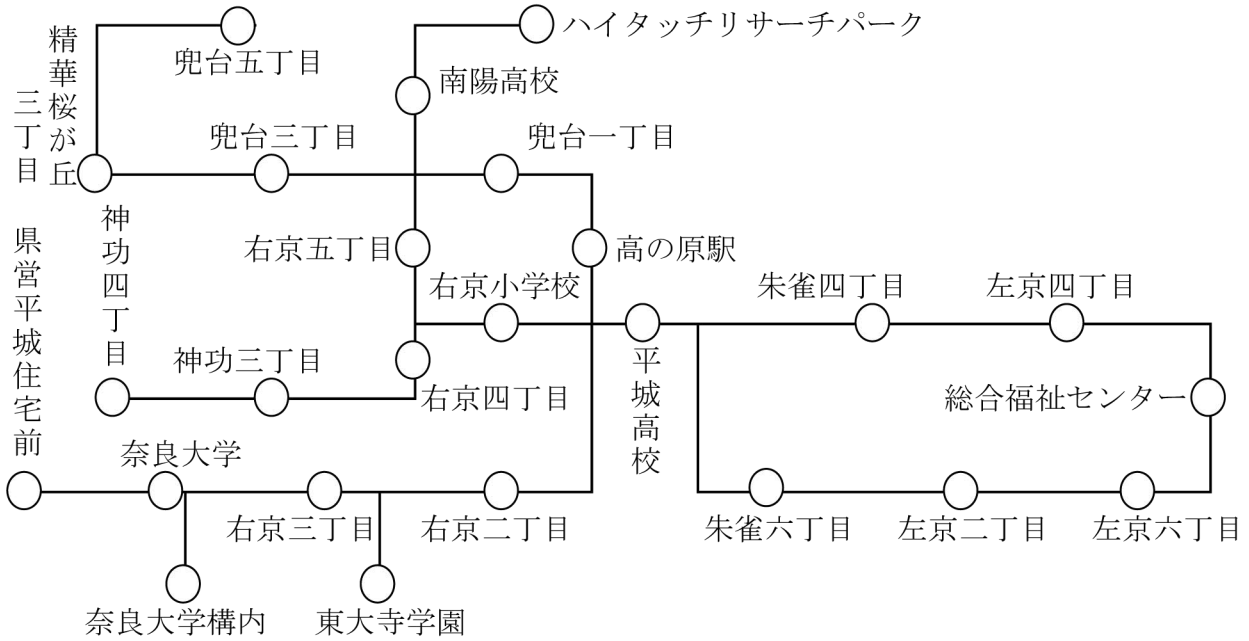 ハイタッチリサーチパーク
兜台五丁目
南陽高校
精華桜が丘
三丁目
兜台三丁目
兜台一丁目
神功四丁目
県営平城住宅前
右京五丁目
高の原駅
右京小学校
朱雀四丁目
左京四丁目
神功三丁目
右京四丁目
平城高校
総合福祉センター
奈良大学
右京三丁目
右京二丁目
朱雀六丁目
左京二丁目
左京六丁目
奈良大学構内
東大寺学園